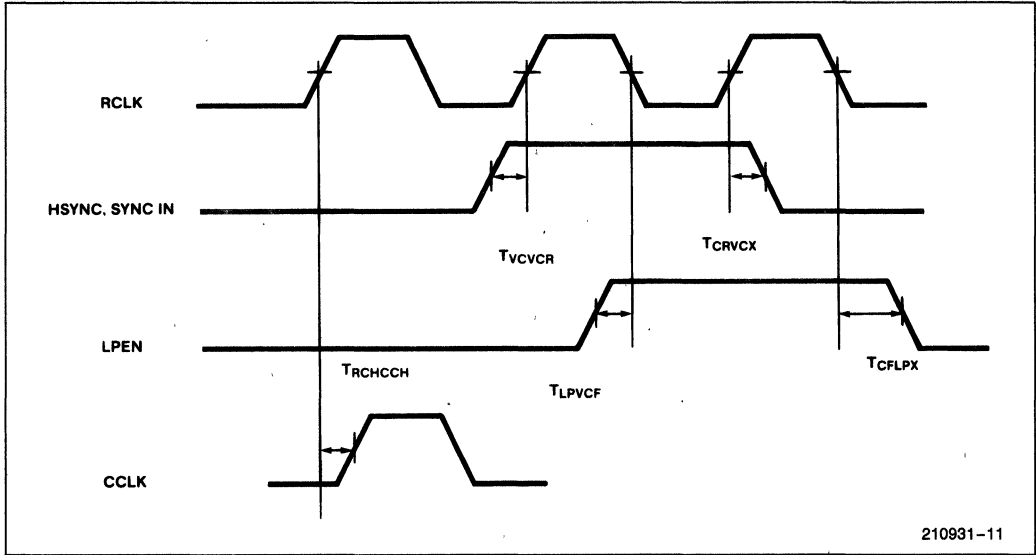 RCLK
HSYNC, SYNC IN
TVCVCR
TCRVCX
LPEN
TRCHCCH
TLPVCF
TCFLPX
CCLK
210931-11